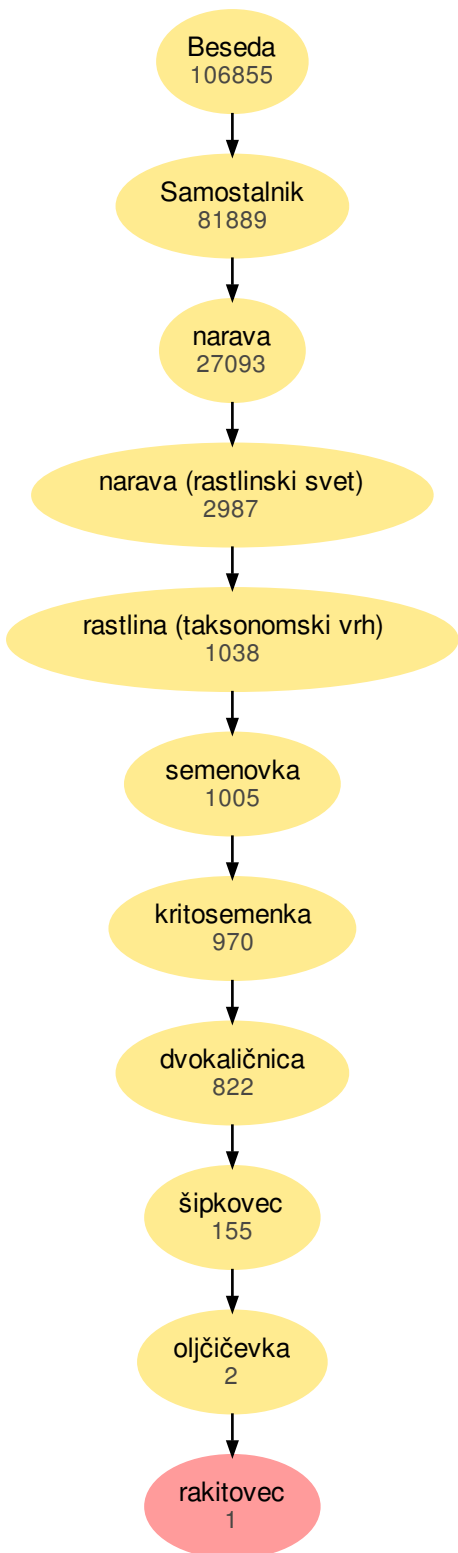 Beseda
106855
Samostalnik
81889
narava
27093
narava (rastlinski svet)
2987
rastlina (taksonomski vrh)
1038
semenovka
1005
kritosemenka
970
dvokaličnica
822
šipkovec
155
oljčičevka
2
rakitovec
1